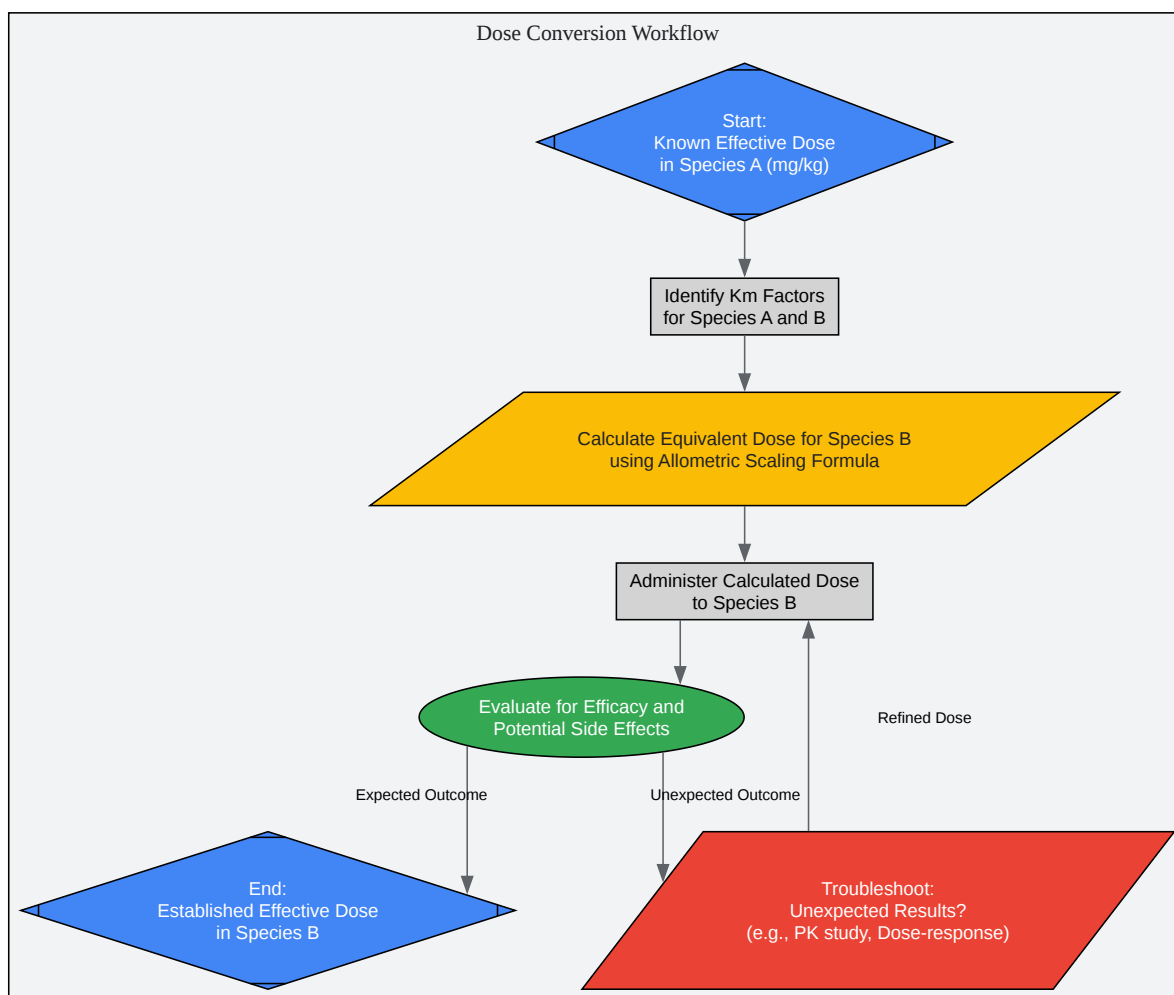 Dose Conversion Workflow
Start:
Known Effective Dose
in Species A (mg/kg)
Identify Km Factors
for Species A and B
Calculate Equivalent Dose for Species B
using Allometric Scaling Formula
Administer Calculated Dose
to Species B
Evaluate for Efficacy and
Potential Side Effects
Refined Dose
Expected Outcome
Unexpected Outcome
End:
Established Effective Dose
in Species B
Troubleshoot:
Unexpected Results?
(e.g., PK study, Dose-response)